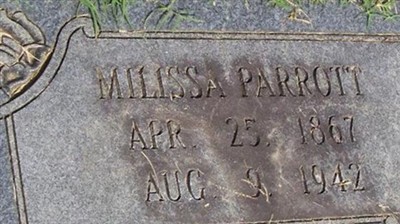 MILISSA PARROTT
APR. 25. 1867
AUG. 9. 1942